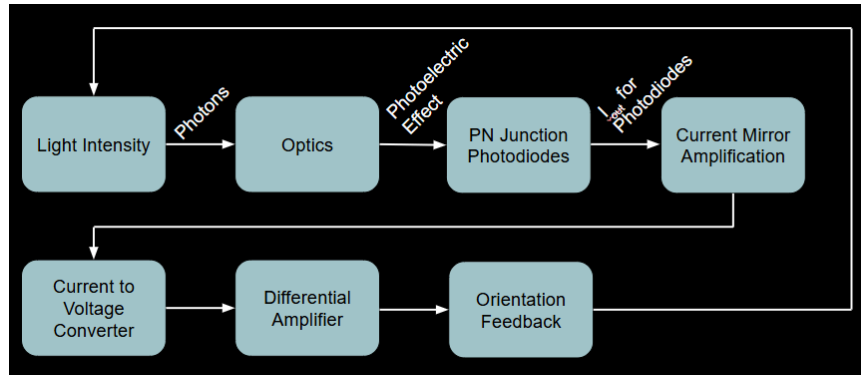 Light Intensity
Photons
Optics
Photoelectric
Effect
PN Junction
Photodiodes
I_out for
Photodiodes
Current Mirror
Amplification
Current to
Voltage
Converter
Differential
Amplifier
Orientation
Feedback